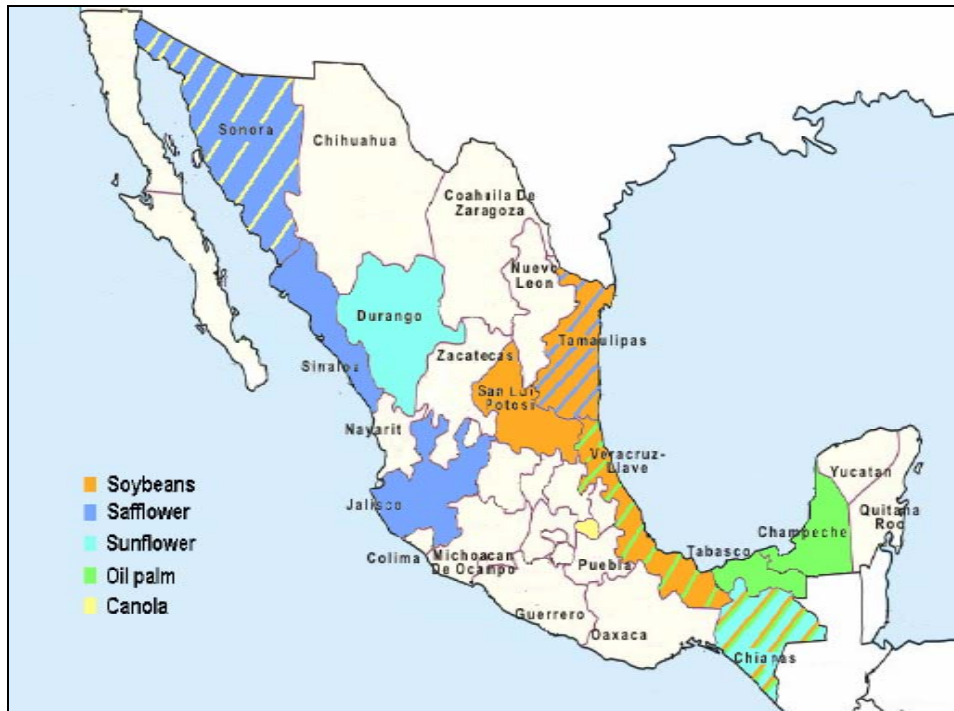 Sonora
Chihuahua
Coahuila De
Zaragoza
Nuevo
Leon
Durango
Tamaulipas
Sinaloa
Zacatecas
San Luis
Potosi
Nayarit
Veracruz-
Llave
Yucatan
Soybeans
Safflower
Sunflower
Oil palm
Canola
Jalisco
Quitana
Roo
Champeche
Tabasco
Colima
Michoacan
De Ocampo
Puebla
Guerrero
Oaxaca
Chiapas